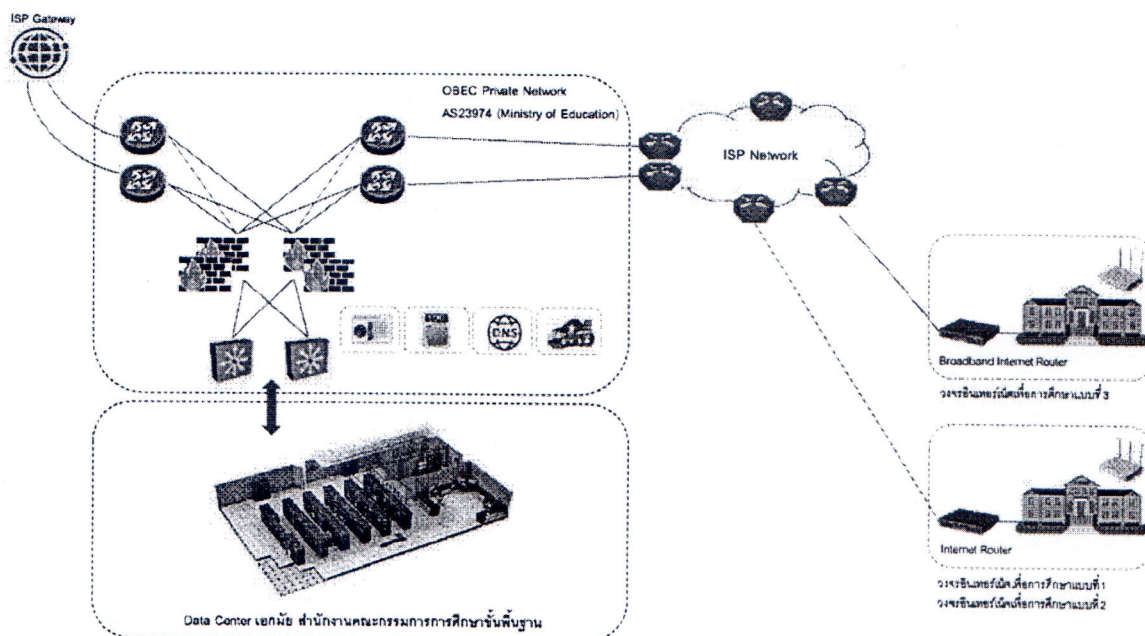 ISP Gateway
OBEC Private Network
AS23974 (Ministry of Education)
ISP Network
DNS
Broadband Internet Router
วงจรอินเทอร์เน็ตเพื่อการศึกษาแบบที่ 3
Internet Router
วงจรอินเทอร์เน็ตเพื่อการศึกษาแบบที่ 1
วงจรอินเทอร์เน็ตเพื่อการศึกษาแบบที่ 2
Data Center เอกมัย สำนักงานคณะกรรมการการศึกษาขั้นพื้นฐาน